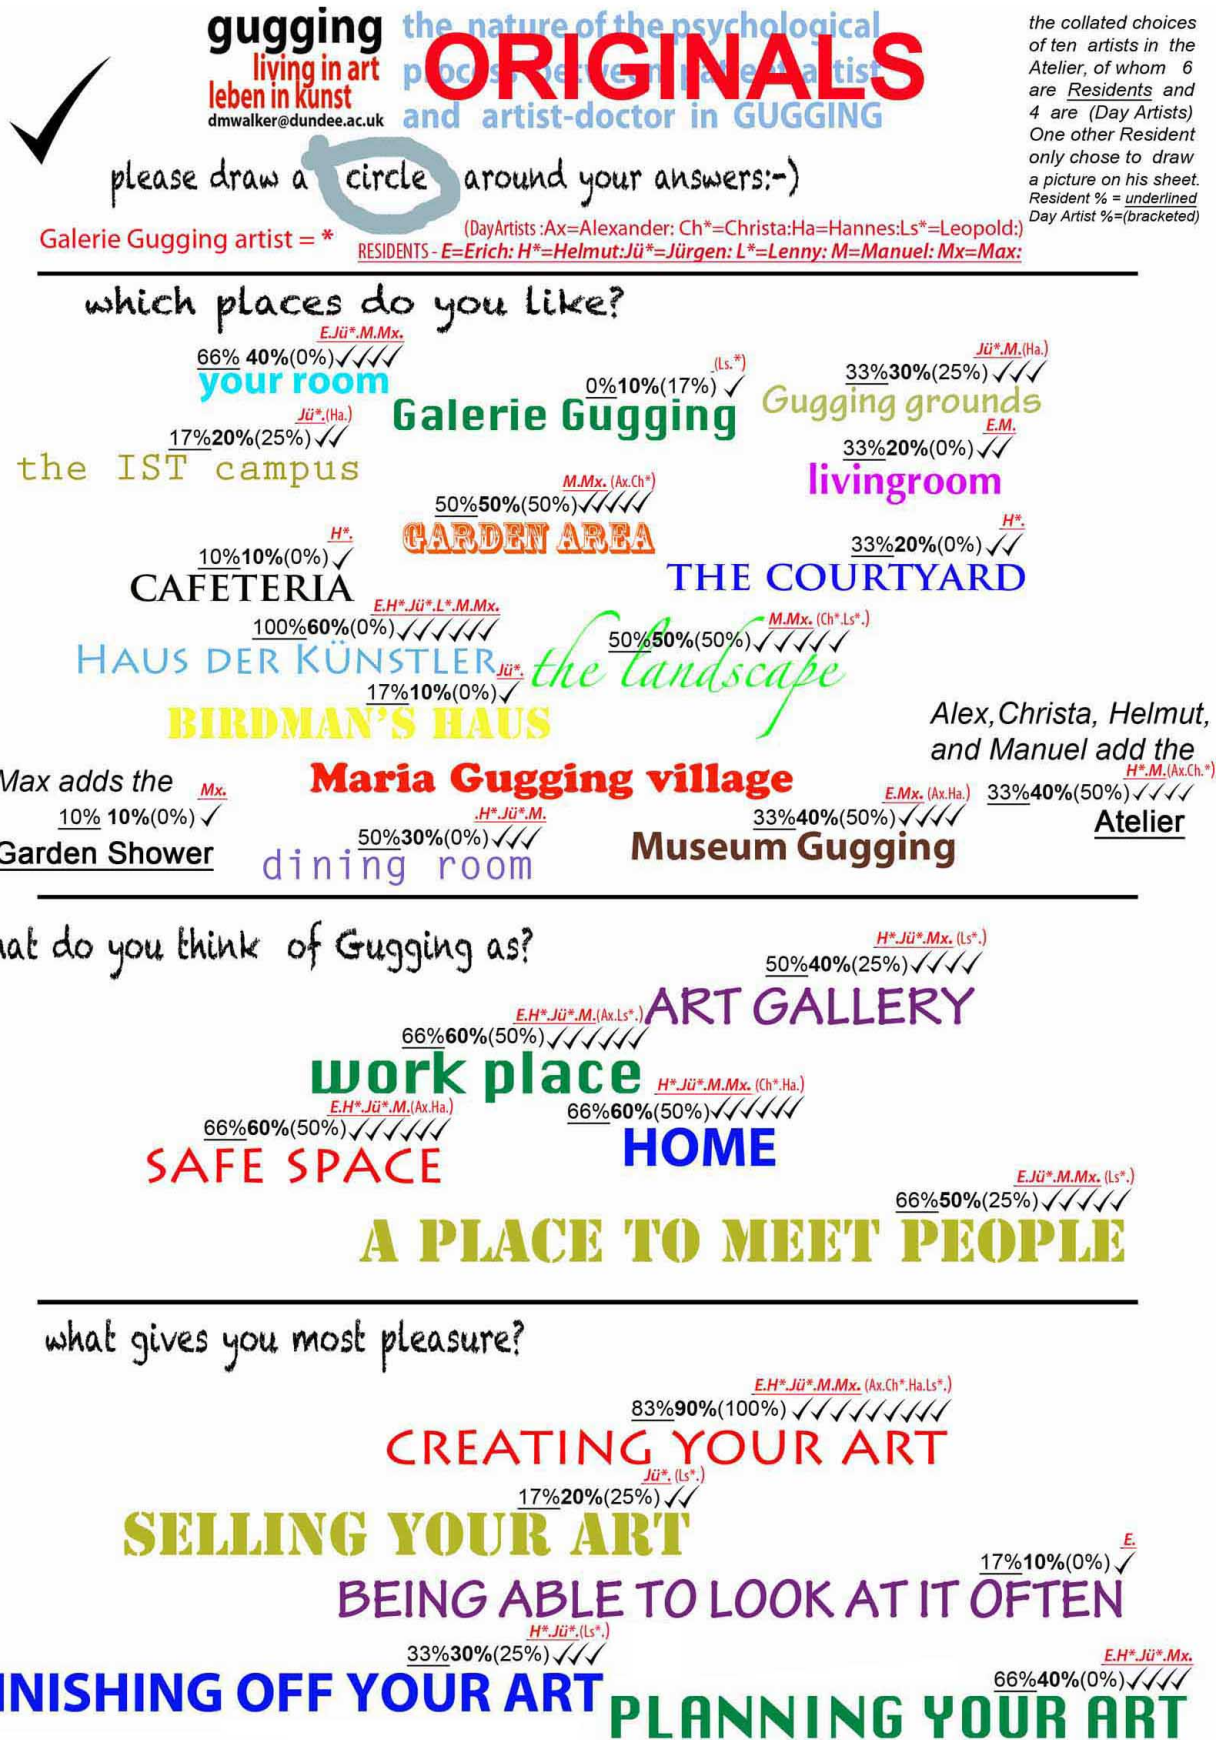 gugging
living in art
leben in kunst
dmwalker@dundee.ac.uk
the nature of the psychological
process between patient artist
and artist-doctor in GUGGING
ORIGINALS
the collated choices
of ten artists in the
Atelier, of whom 6
are Residents and
4 are (Day Artists)
One other Resident
only chose to draw
a picture on his sheet.
Resident % = underlined
Day Artist %=(bracketed)
please draw a circle around your answers:-)
Galerie Gugging artist = *
(DayArtists :Ax=Alexander: Ch*=Christa:Ha=Hannes:Ls*=Leopold:)
RESIDENTS - E=Erich: H*=Helmut:Jü*=Jürgen: L*=Lenny: M=Manuel: Mx=Max:
which places do you like?
E.Jü*.M.Mx.
66% 40%(0%)✓✓✓✓
your room
(Ls.*)
0%10%(17%) ✓
Galerie Gugging
Jü*.M.(Ha.)
33%30%(25%)✓✓✓
Gugging grounds
Jü*.(Ha.)
17%20%(25%)✓✓
the IST campus
E.M.
33%20%(0%)✓✓
livingroom
M.Mx. (Ax.Ch*)
50%50%(50%)✓✓✓✓✓
GARDEN AREA
H*.
10%10%(0%)✓
CAFETERIA
H*.
33%20%(0%)✓✓
THE COURTYARD
E.H*.Jü*.L*.M.Mx.
100%60%(0%)✓✓✓✓✓✓
HAUS DER KÜNSTLER
M.Mx. (Ch*.Ls*.)
50%50%(50%)✓✓✓✓✓
the landscape
Jü*.
17%10%(0%)✓
BIRDMAN'S HAUS
Alex,Christa, Helmut,
and Manuel add the
H*.M.(Ax.Ch.*)
33%40%(50%)✓✓✓✓
Atelier
Max adds the
Mx.
10% 10%(0%) ✓
Garden Shower
Maria Gugging village
.H*.Jü*.M.
50%30%(0%)✓✓✓
dining room
E.Mx. (Ax.Ha.)
33%40%(50%)✓✓✓✓
Museum Gugging
at do you think of Gugging as?
H*.Jü*.Mx. (Ls*.)
50%40%(25%)✓✓✓✓
ART GALLERY
E.H*.Jü*.M.(Ax.Ls*.)
66%60%(50%)✓✓✓✓✓✓
work place
H*.Jü*.M.Mx. (Ch*.Ha.)
66%60%(50%)✓✓✓✓✓✓
HOME
E.H*.Jü*.M.(Ax.Ha.)
66%60%(50%)✓✓✓✓✓✓
SAFE SPACE
E.Jü*.M.Mx. (Ls*.)
66%50%(25%)✓✓✓✓✓
A PLACE TO MEET PEOPLE
what gives you most pleasure?
E.H*.Jü*.M.Mx. (Ax.Ch*.Ha.Ls*.)
83%90%(100%)✓✓✓✓✓✓✓✓✓
CREATING YOUR ART
Jü*. (Ls*.)
17%20%(25%)✓✓
SELLING YOUR ART
E.
17%10%(0%)✓
BEING ABLE TO LOOK AT IT OFTEN
H*.Jü*.(Ls*.)
33%30%(25%)✓✓✓
NISHING OFF YOUR ART
E.H*.Jü*.Mx.
66%40%(0%)✓✓✓✓
PLANNING YOUR ART